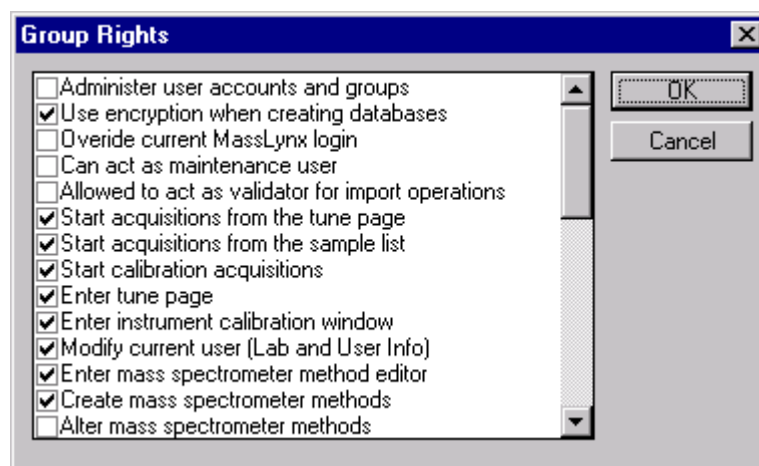 Group Rights
Administer user accounts and groups
Use encryption when creating databases
Overide current MassLynx login
Can act as maintenance user
Allowed to act as validator for import operations
Start acquisitions from the tune page
Start acquisitions from the sample list
Start calibration acquisitions
Enter tune page
Enter instrument calibration window
Modify current user (Lab and User Info)
Enter mass spectrometer method editor
Create mass spectrometer methods
Alter mass spectrometer methods
OK
Cancel